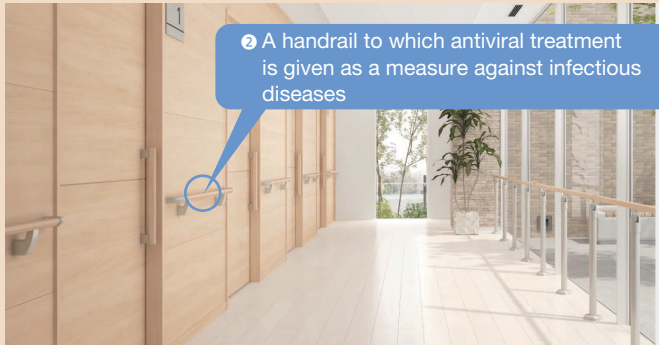 1
❷ A handrail to which antiviral treatment
is given as a measure against infectious
diseases